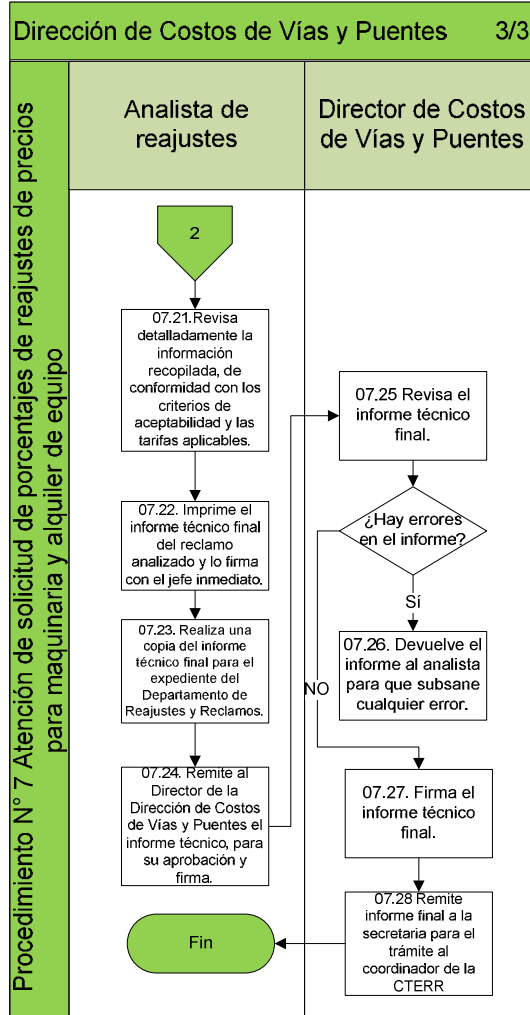 Dirección de Costos de Vías y Puentes 3/3
Procedimiento N° 7 Atención de solicitud de porcentajes de reajustes de precios
para maquinaria y alquiler de equipo
Analista de
reajustes
Director de Costos
de Vías y Puentes
2
07.21.Revisa
detalladamente la
información
recopilada, de
conformidad con los
criterios de
aceptabilidad y las
tarifas aplicables.
07.22. Imprime el
informe técnico final
del reclamo
analizado y lo firma
con el jefe inmediato.
07.23. Realiza una
copia del informe
técnico final para el
expediente del
Departamento de
Reajustes y Reclamos.
07.24. Remite al
Director de la
Dirección de Costos
de Vías y Puentes el
informe técnico, para
su aprobación y
firma.
07.25 Revisa el
informe técnico
final.
¿Hay errores
en el informe?
Sí
07.26. Devuelve el
informe al analista
para que subsane
cualquier error.
NO
07.27. Firma el
informe técnico
final.
07.28 Remite
informe final a la
secretaria para el
trámite al
coordinador de la
CTERR
Fin